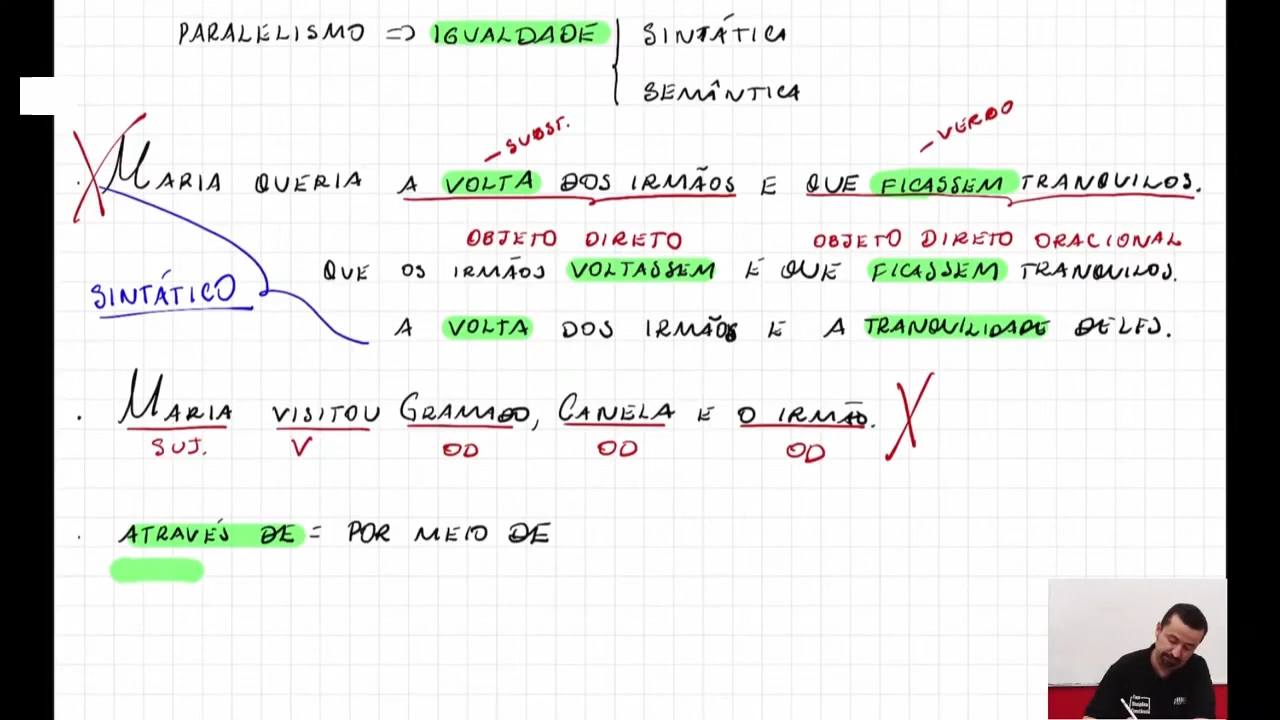 PARALELISMO => IGUALDADE { SINTÁTICA
SEMÂNTICA
- SUBST. - VERBO
. MARIA QUERIA A VOLTA DOS IRMÃOS E QUE FICASSEM TRANQUILOS.
OBJETO DIRETO OBJETO DIRETO ORACIONAL
QUE OS IRMÃOS VOLTASSEM E QUE FICASSEM TRANQUILOS.
SINTÁTICO
A VOLTA DOS IRMÃOS E A TRANQUILIDADE DELES.
. MARIA VISITOU GRAMADO, CANELA E O IRMÃO. X
SUJ. V OD OD OD
. ATRAVÉS DE = POR MEIO DE